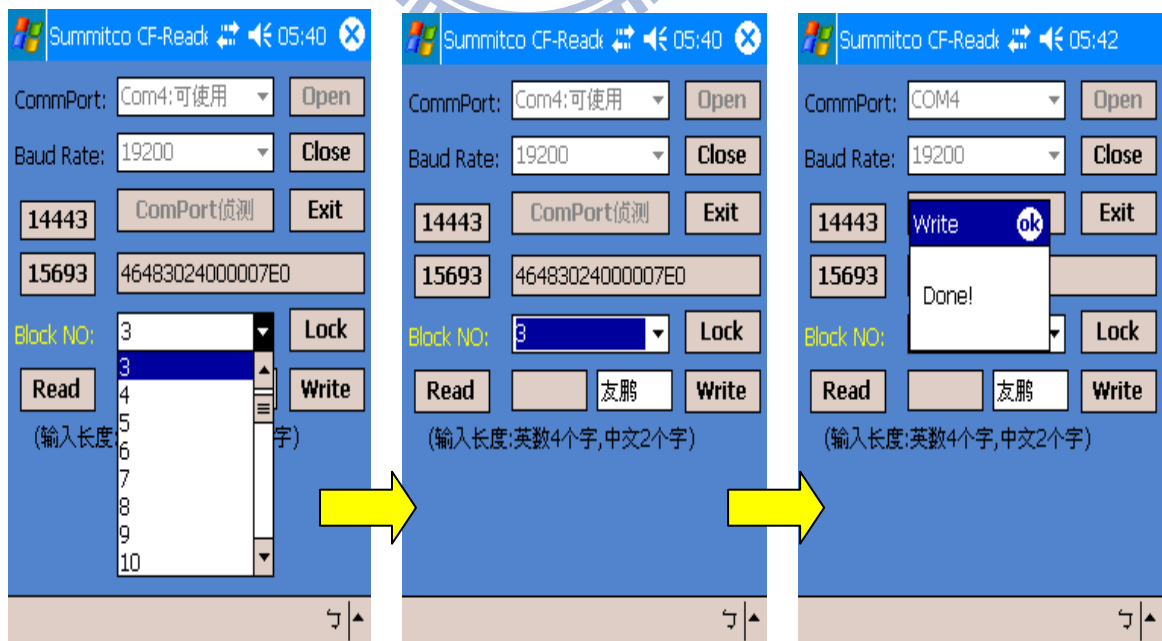 Summitco CF-Reade 05:40
CommPort: Com4:可使用 Open
Baud Rate: 19200 Close
14443 ComPort侦测 Exit
15693 46483024000007E0
Block NO: 3 Lock
3
Read 4 Write
5
(输入长度: 字)
6
7
8
9
10
ㄅ
Summitco CF-Reade 05:40
CommPort: Com4:可使用 Open
Baud Rate: 19200 Close
14443 ComPort侦测 Exit
15693 46483024000007E0
Block NO: 3 Lock
Read 友鹏 Write
(输入长度:英数4个字,中文2个字)
ㄅ
Summitco CF-Reade 05:42
CommPort: COM4 Open
Baud Rate: 19200 Close
14443 Write ok Exit
15693 Done!
Block NO: Lock
Read 友鹏 Write
(输入长度:英数4个字,中文2个字)
ㄅ